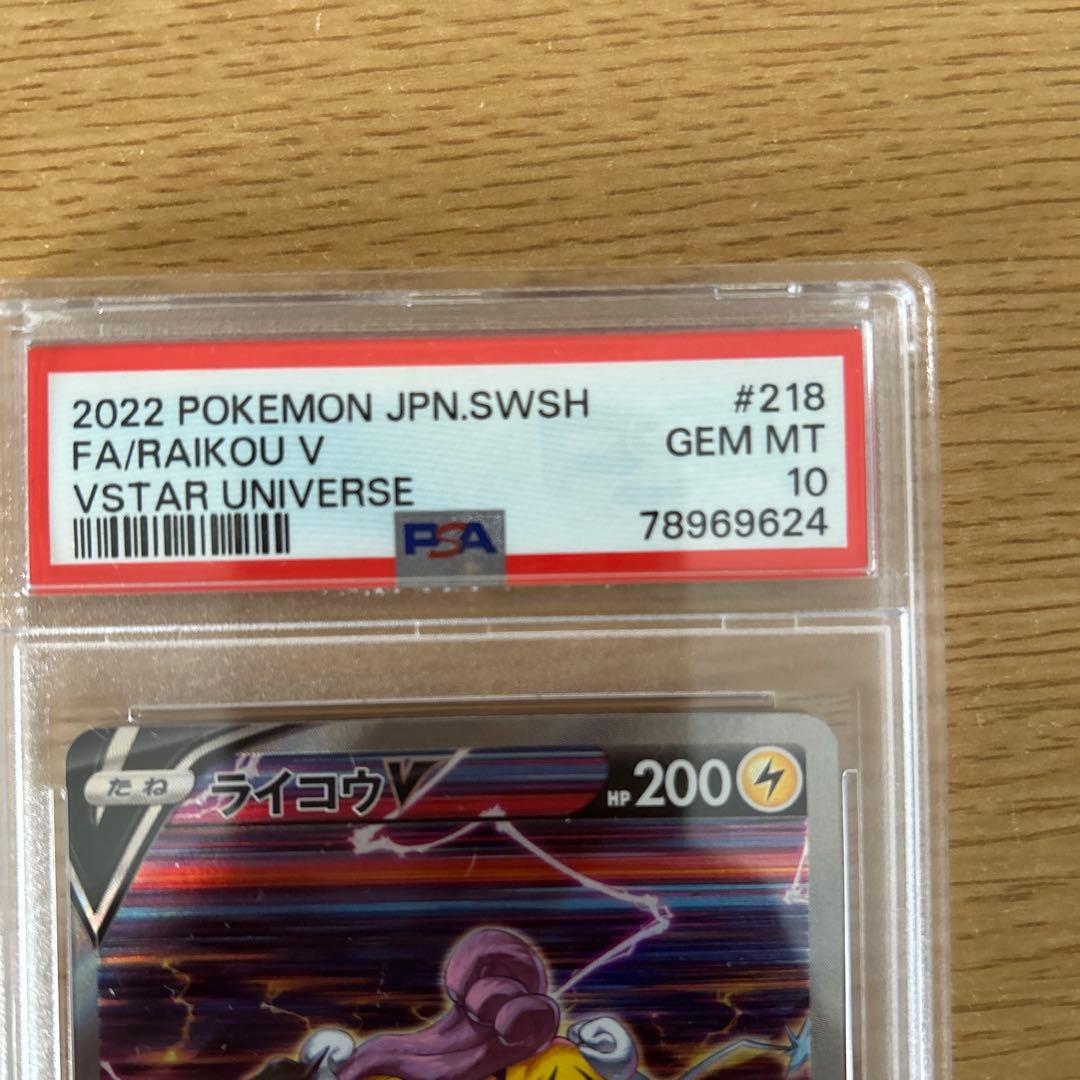 2022 POKEMON JPN.SWSH #218
FA/RAIKOU V GEM MT
VSTAR UNIVERSE 10
78969624
PSA
たね ライコウV HP 200